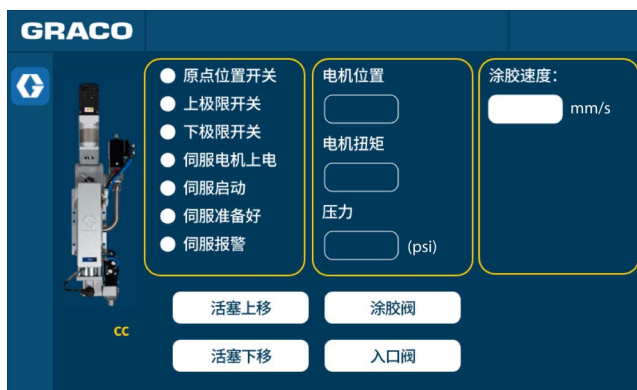 GRACO
原点位置开关
上极限开关
下极限开关
伺服电机上电
伺服启动
伺服准备好
伺服报警
电机位置
电机扭矩
压力
(psi)
涂胶速度：
mm/s
cc
活塞上移
涂胶阀
活塞下移
入口阀